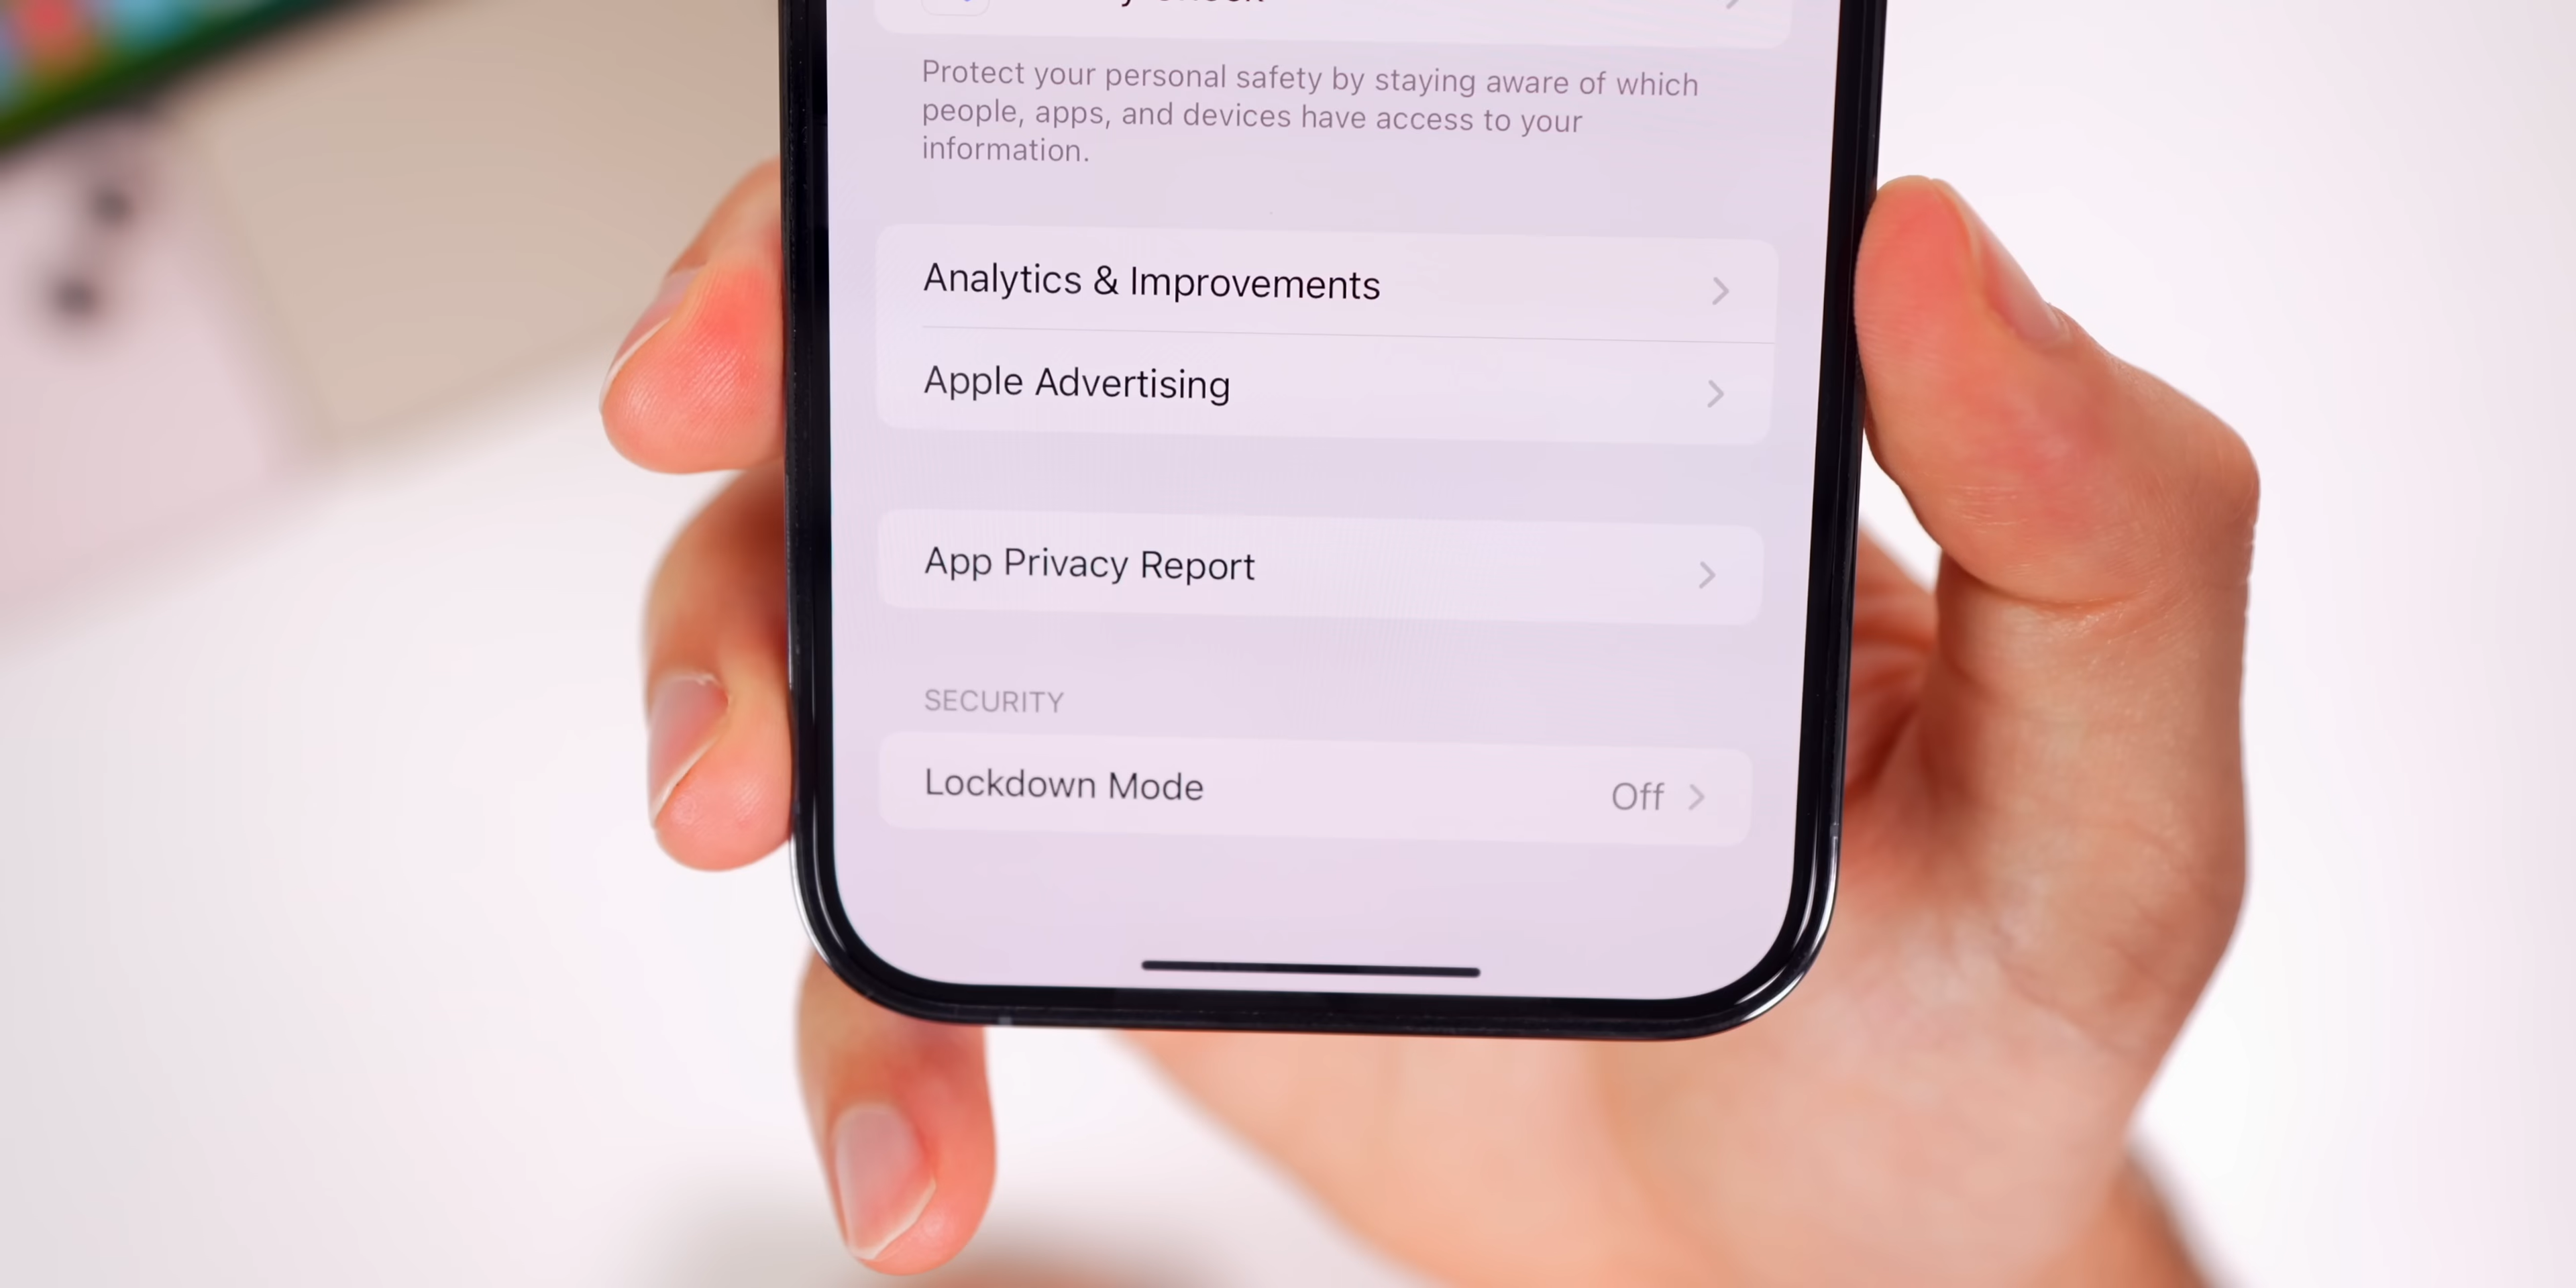 Protect your personal safety by staying aware of which
people, apps, and devices have access to your
information.
Analytics & Improvements
Apple Advertising
App Privacy Report
SECURITY
Lockdown Mode
Off